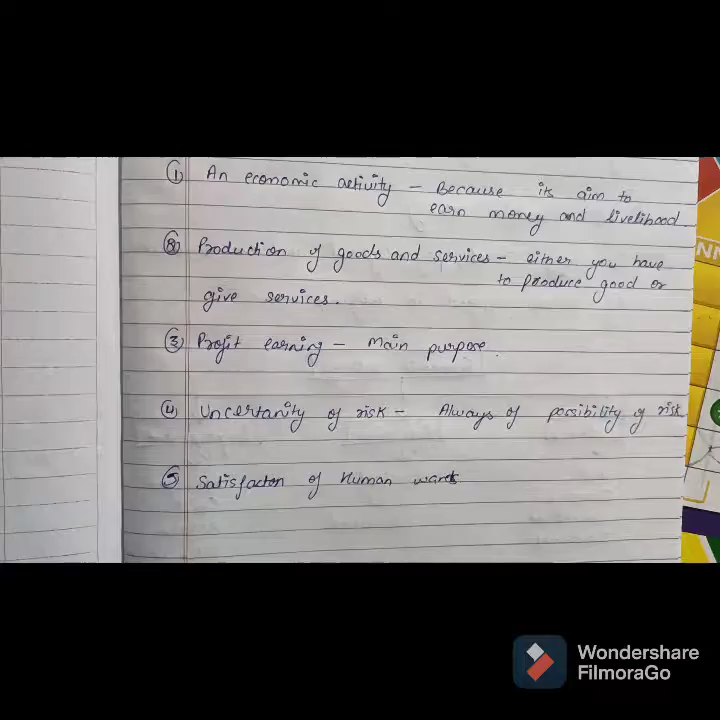 ① An economic activity – Because its aim to
earn money and livelihood.
② Production of goods and services – either you have
to produce good or
give services.
③ Profit earning – Main purpose.
④ Uncertanity of risk – Always of possibility of risk
⑤ Satisfacton of Human wants.
Wondershare
FilmoraGo